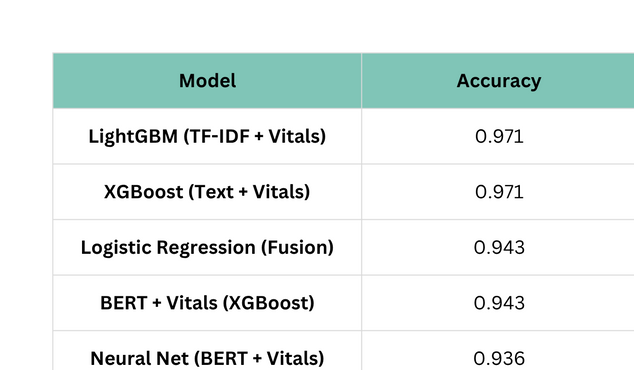 Model Accuracy
LightGBM (TF-IDF + Vitals) 0.971
XGBoost (Text + Vitals) 0.971
Logistic Regression (Fusion) 0.943
BERT + Vitals (XGBoost) 0.943
Neural Net (BERT + Vitals) 0.936